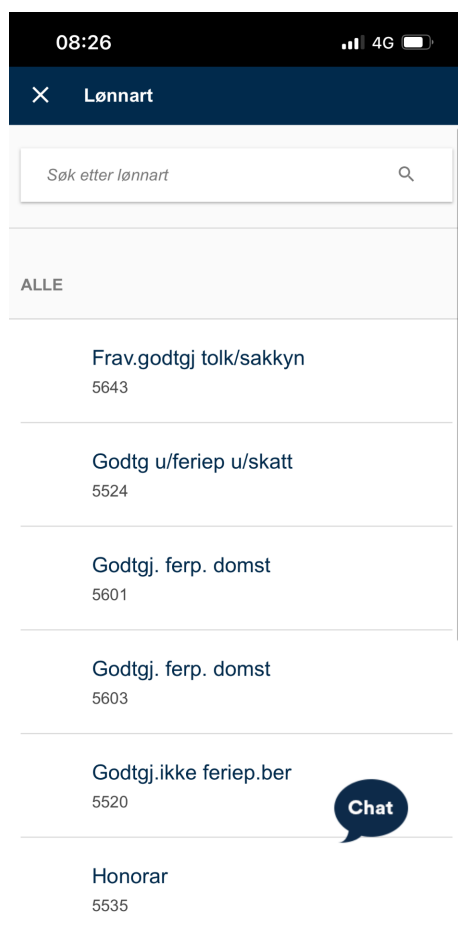 08:26 4G
Lønnart
Søk etter lønnart
ALLE
Frav.godtgj tolk/sakkyn
5643
Godtg u/feriep u/skatt
5524
Godtgj. ferp. domst
5601
Godtgj. ferp. domst
5603
Godtgj.ikke feriep.ber
5520
Chat
Honorar
5535